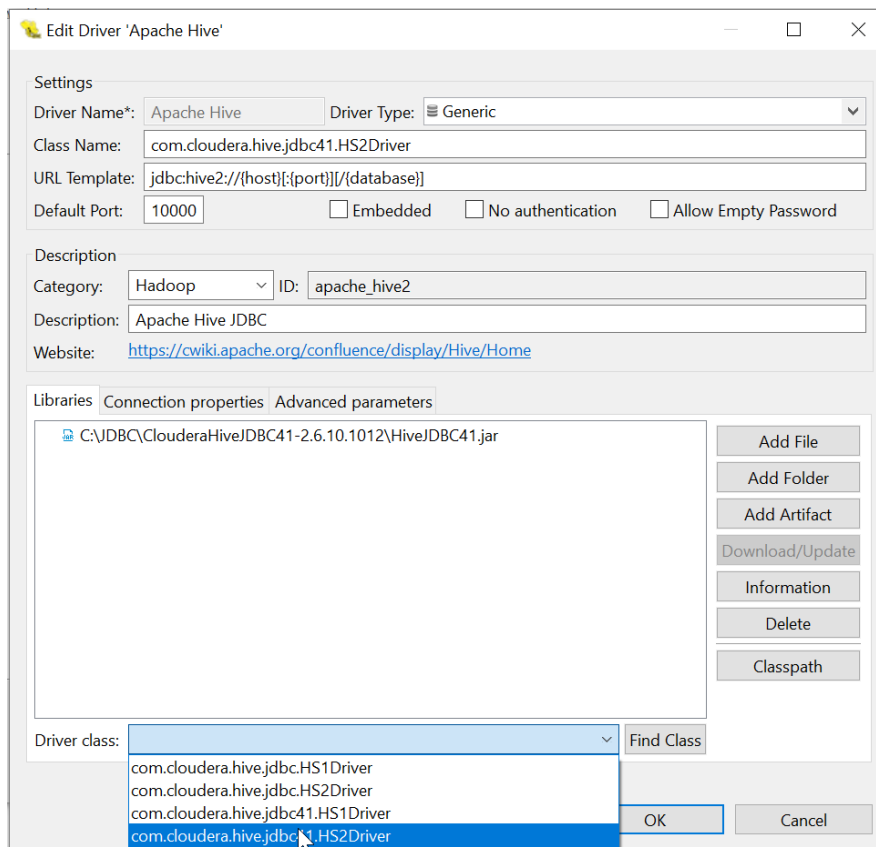 Edit Driver 'Apache Hive'
Settings
Driver Name*: Apache Hive Driver Type: Generic
Class Name: com.cloudera.hive.jdbc41.HS2Driver
URL Template: jdbc:hive2://{host}[:{port}][/{database}]
Default Port: 10000 Embedded No authentication Allow Empty Password
Description
Category: Hadoop ID: apache_hive2
Description: Apache Hive JDBC
Website: https://cwiki.apache.org/confluence/display/Hive/Home
Libraries Connection properties Advanced parameters
C:\JDBC\ClouderaHiveJDBC41-2.6.10.1012\HiveJDBC41.jar
Add File
Add Folder
Add Artifact
Download/Update
Information
Delete
Classpath
Driver class: Find Class
com.cloudera.hive.jdbc.HS1Driver
com.cloudera.hive.jdbc.HS2Driver
com.cloudera.hive.jdbc41.HS1Driver
com.cloudera.hive.jdbc41.HS2Driver
OK Cancel